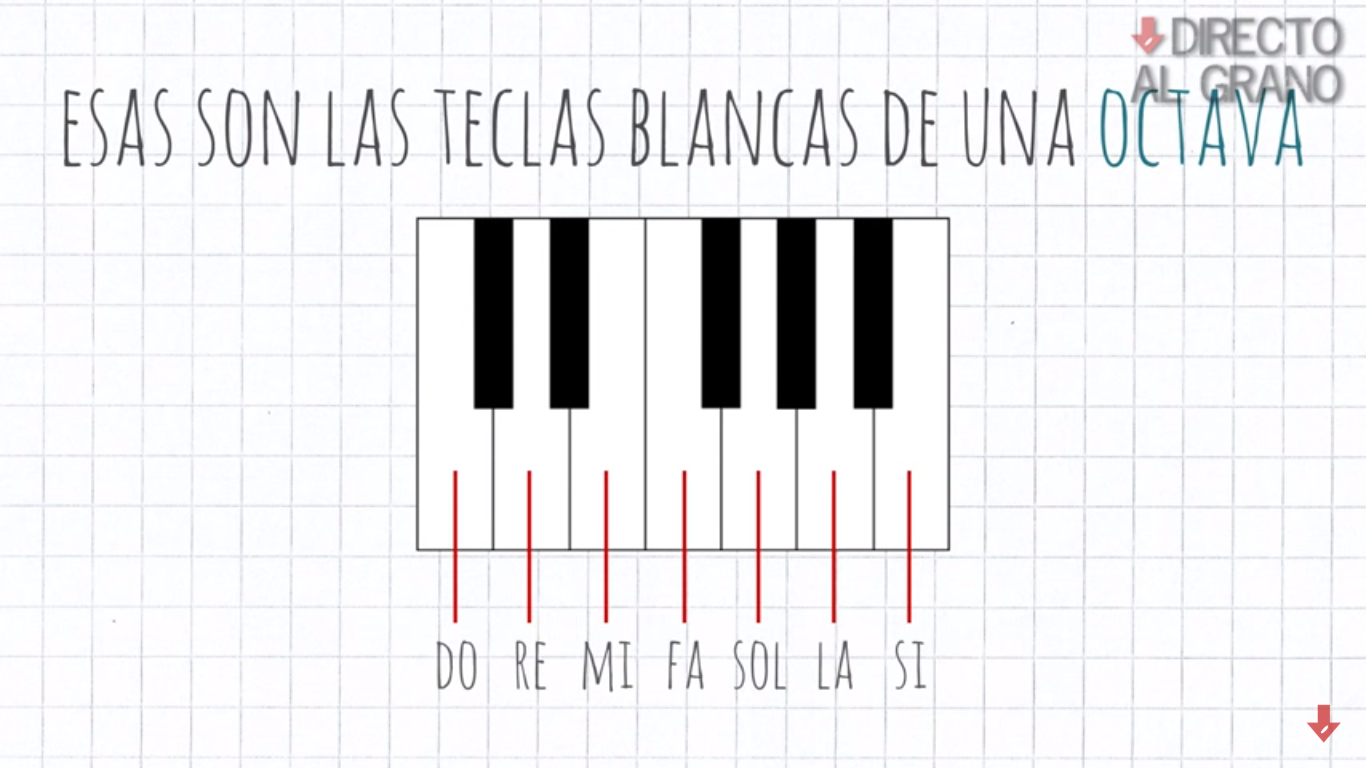 DIRECTO
AL GRANO
ESAS SON LAS TECLAS BLANCAS DE UNA OCTAVA
DO RE MI FA SOL LA SI